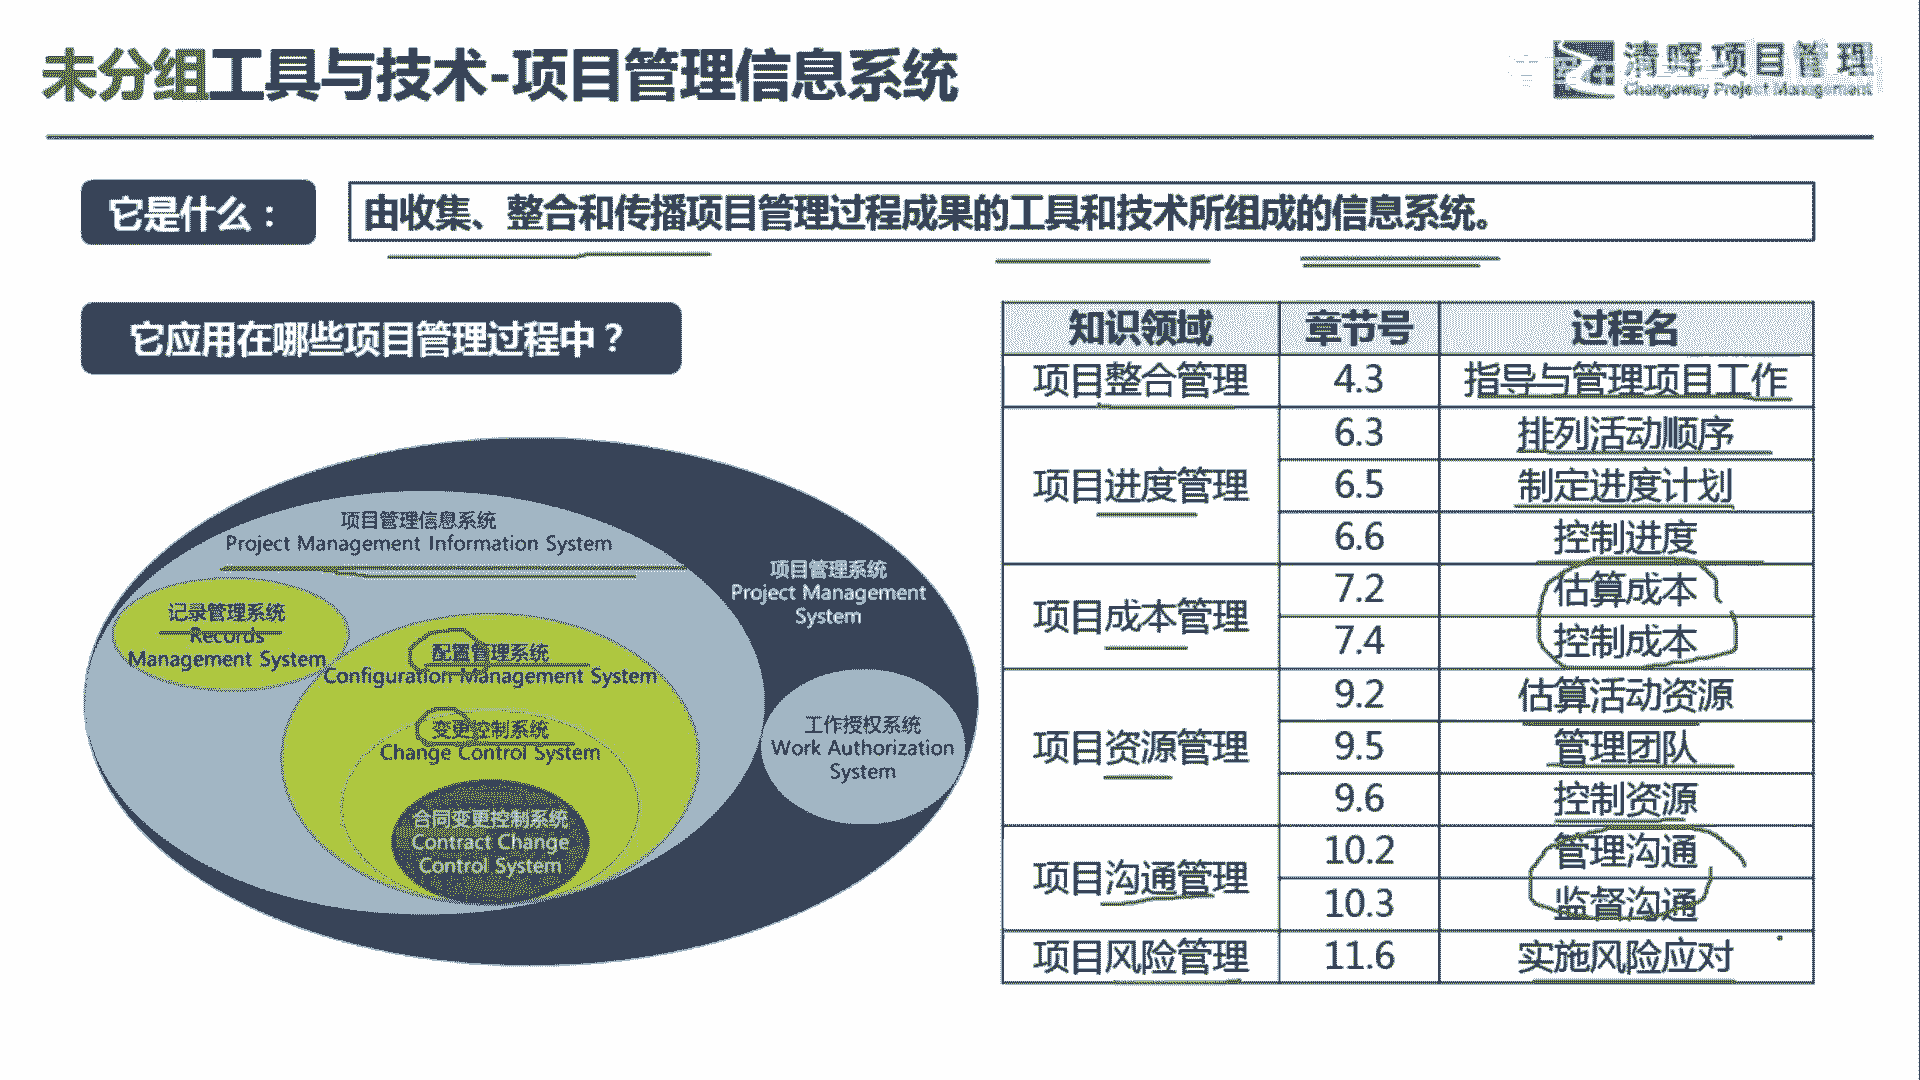 未分组工具与技术-项目管理信息系统
清晖项目管理
Changeway Project Management
它是什么：
由收集、整合和传播项目管理过程成果的工具和技术所组成的信息系统。
它应用在哪些项目管理过程中？
项目管理信息系统
Project Management Information System
项目管理系统
Project Management
System
记录管理系统
Records
Management System
配置管理系统
Configuration Management System
变更控制系统
Change Control System
合同变更控制系统
Contract Change
Control System
工作授权系统
Work Authorization
System
知识领域 章节号 过程名
项目整合管理 4.3 指导与管理项目工作
项目进度管理 6.3 排列活动顺序
6.5 制定进度计划
6.6 控制进度
项目成本管理 7.2 估算成本
7.4 控制成本
项目资源管理 9.2 估算活动资源
9.5 管理团队
9.6 控制资源
项目沟通管理 10.2 管理沟通
10.3 监督沟通
项目风险管理 11.6 实施风险应对